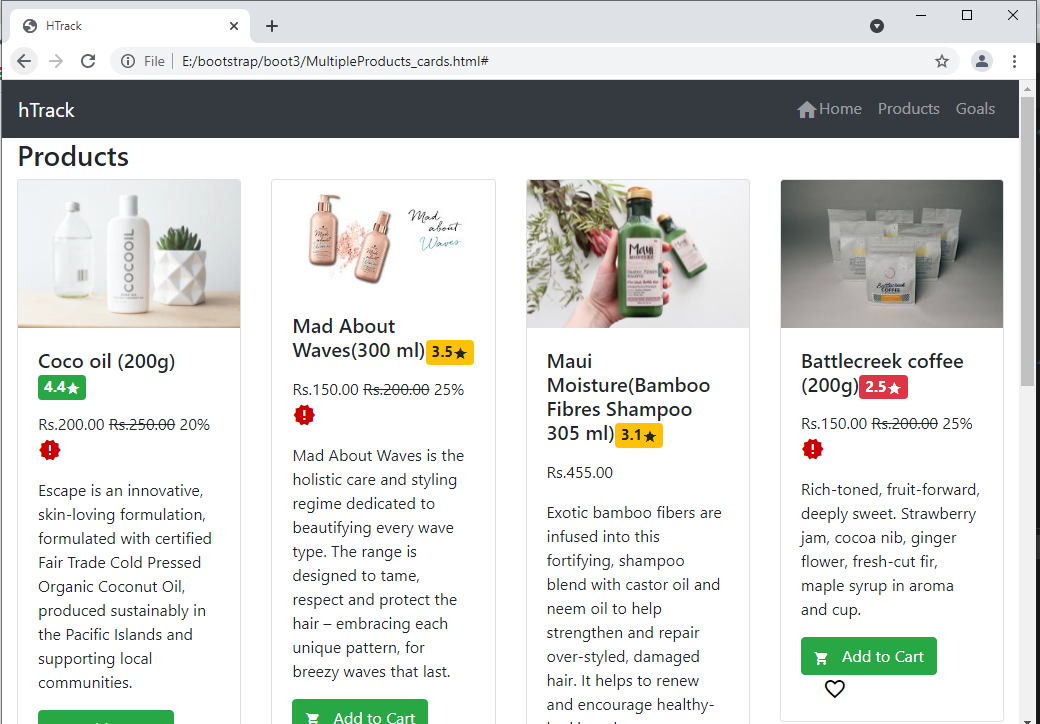 HTrack
File
E:/bootstrap/boot3/MultipleProducts_cards.html#
hTrack
Home Products Goals
Products
COCOOIL
Coco oil (200g)
4.4★
Rs.200.00 Rs.250.00 20%
Escape is an innovative,
skin-loving formulation,
formulated with certified
Fair Trade Cold Pressed
Organic Coconut Oil,
produced sustainably in
the Pacific Islands and
supporting local
communities.
Mad
about
Waves
Mad About
Waves(300 ml) 3.5★
Rs.150.00 Rs.200.00 25%
Mad About Waves is the
holistic care and styling
regime dedicated to
beautifying every wave
type. The range is
designed to tame,
respect and protect the
hair – embracing each
unique pattern, for
breezy waves that last.
Add to Cart
Maui
MOISTURE
Maui
Moisture(Bamboo
Fibres Shampoo
305 ml) 3.1★
Rs.455.00
Exotic bamboo fibers are
infused into this
fortifying, shampoo
blend with castor oil and
neem oil to help
strengthen and repair
over-styled, damaged
hair. It helps to renew
and encourage healthy-
Battlecreek
COFFEE
Battlecreek coffee
(200g) 2.5★
Rs.150.00 Rs.200.00 25%
Rich-toned, fruit-forward,
deeply sweet. Strawberry
jam, cocoa nib, ginger
flower, fresh-cut fir,
maple syrup in aroma
and cup.
Add to Cart